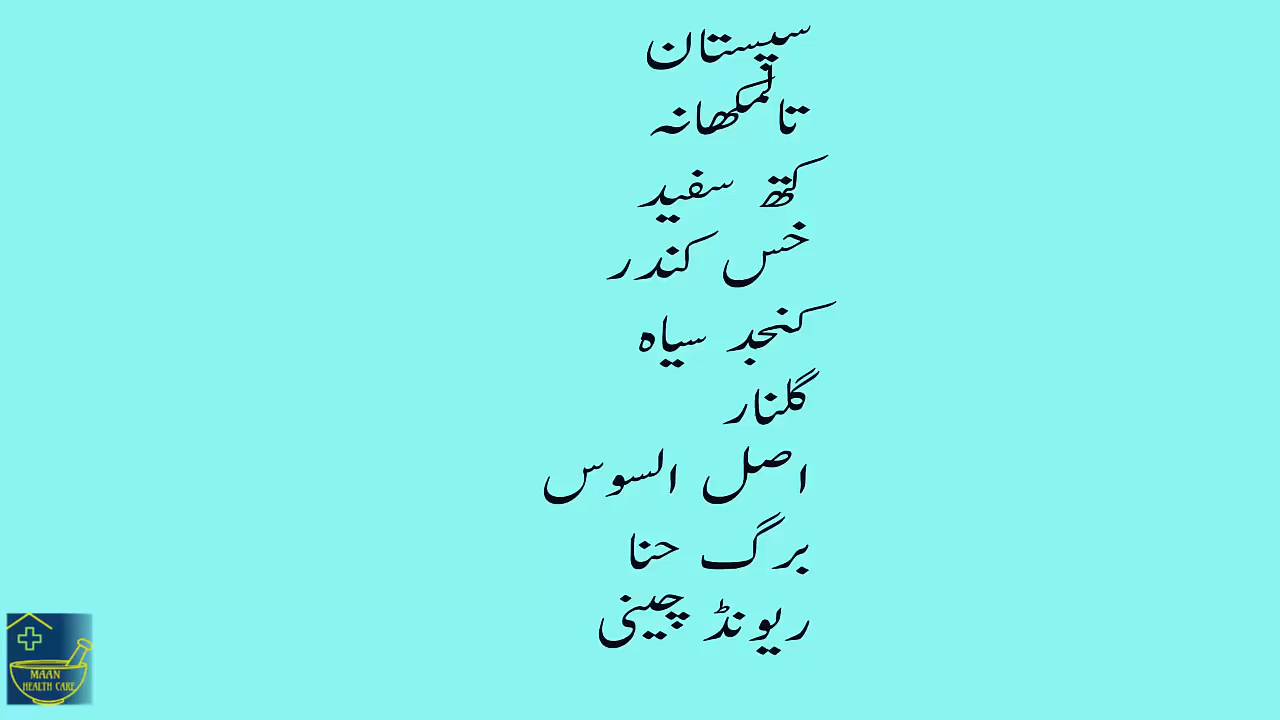 سپستان
تالمکھانہ
کتھ سفید
خس کندر
کنجد سیاہ
گلنار
اصل السوس
برگ حنا
ریونڈ چینی
MAAN
HEALTH CARE